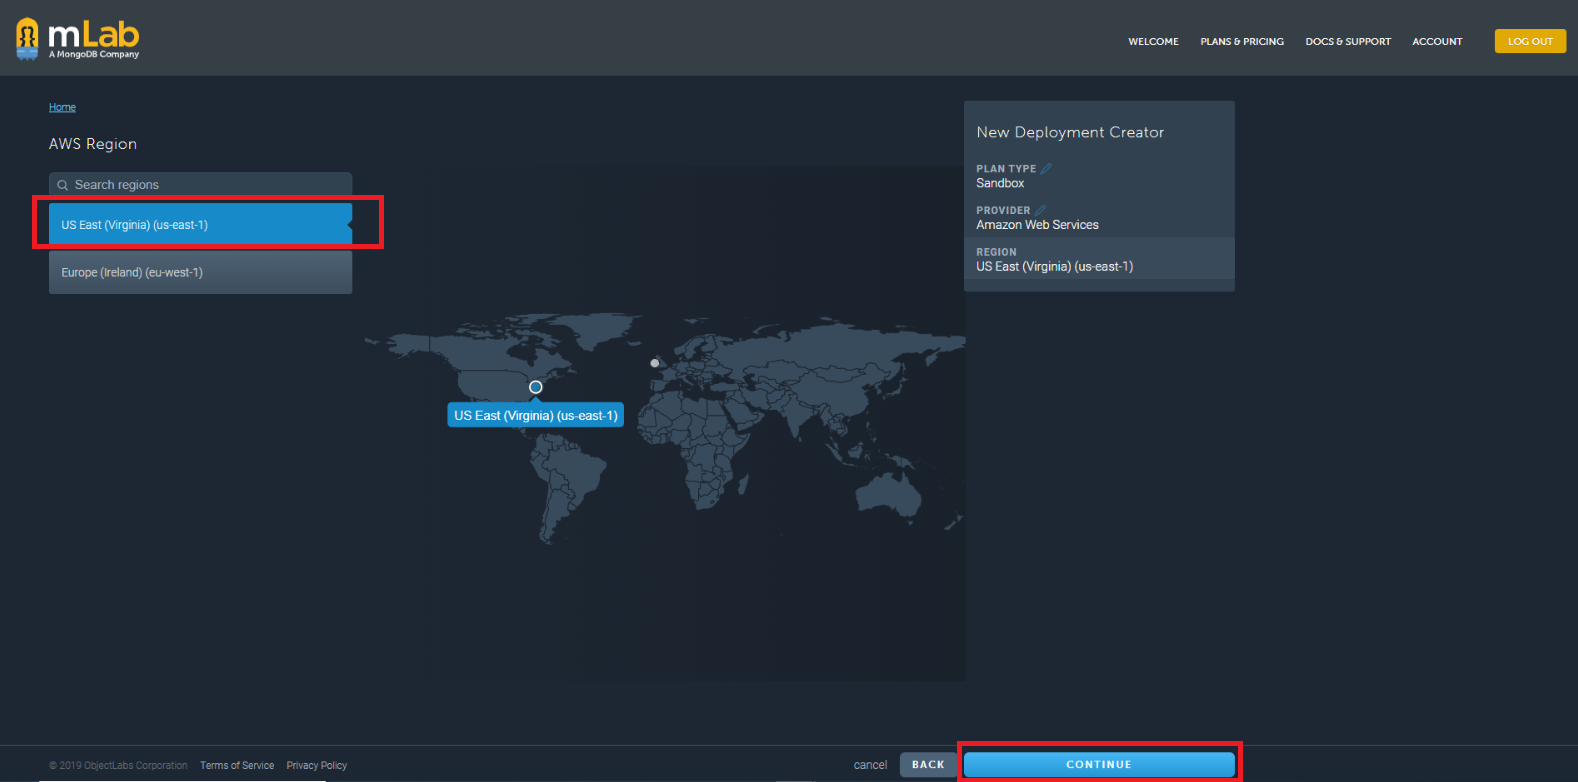 mLab
A MongoDB Company
WELCOME PLANS & PRICING DOCS & SUPPORT ACCOUNT LOG OUT
Home
AWS Region
Search regions
US East (Virginia) (us-east-1)
Europe (Ireland) (eu-west-1)
US East (Virginia) (us-east-1)
New Deployment Creator
PLAN TYPE
Sandbox
PROVIDER
Amazon Web Services
REGION
US East (Virginia) (us-east-1)
© 2019 ObjectLabs Corporation Terms of Service Privacy Policy
cancel BACK CONTINUE